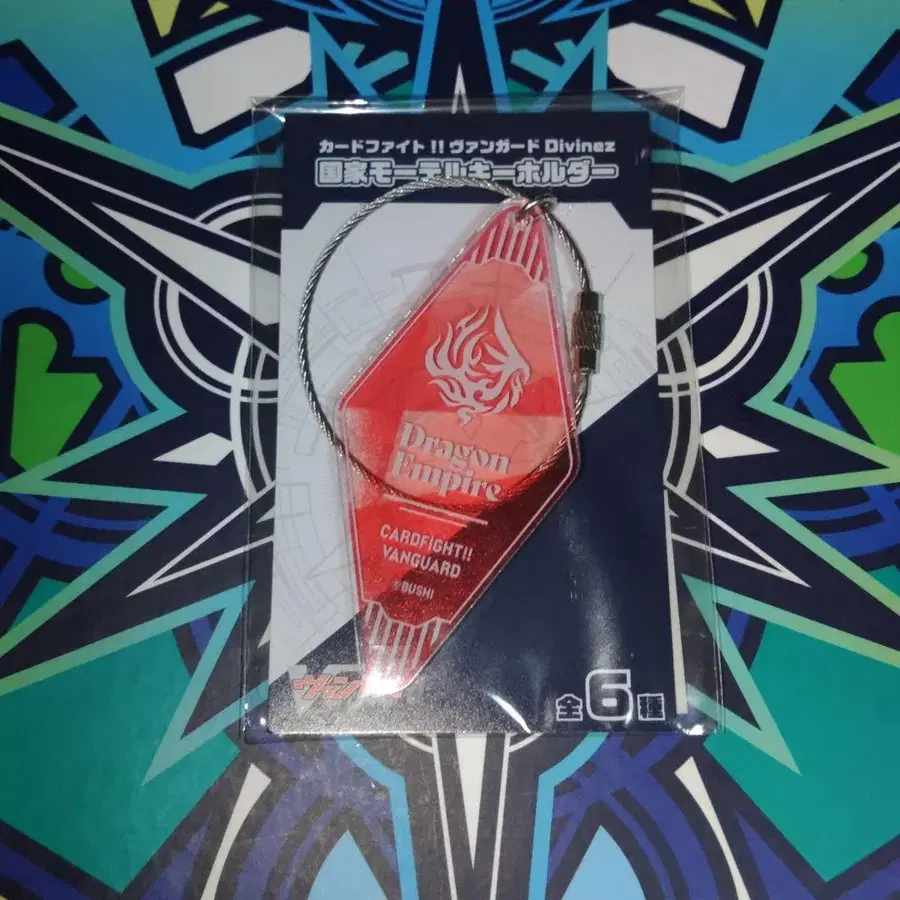 カードファイト!! ヴァンガード Divinez
国家モーテルキーホルダー
Dragon
Empire
CARDFIGHT!!
VANGUARD
©BUSHI
全6種